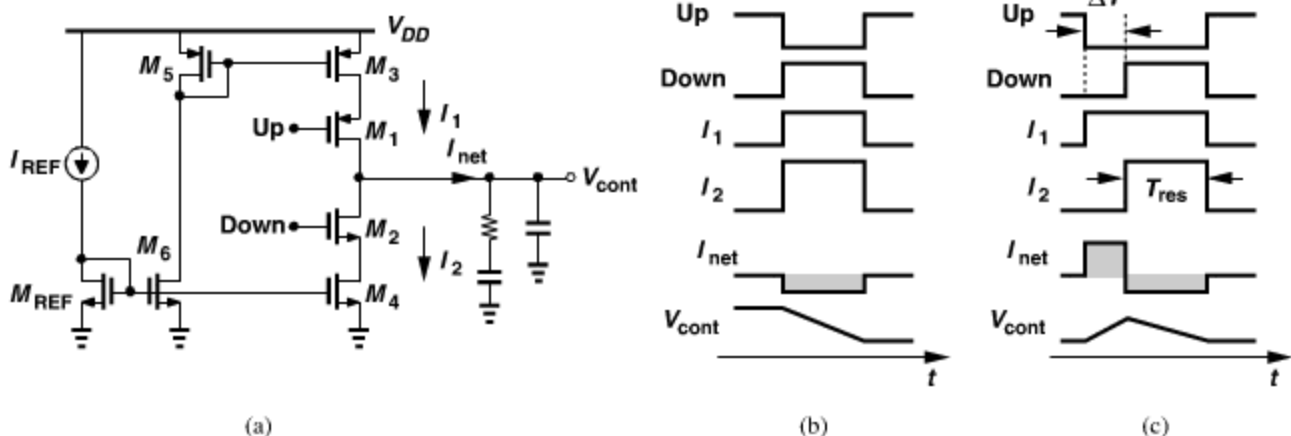 V_DD
M_5
M_3
Up
M_1
I_1
I_net
V_cont
I_REF
Down
M_2
I_2
M_6
M_REF
M_4
(a)
Up
Down
I_1
I_2
I_net
V_cont
t
(b)
ΔT
Up
Down
I_1
I_2
T_res
I_net
V_cont
t
(c)